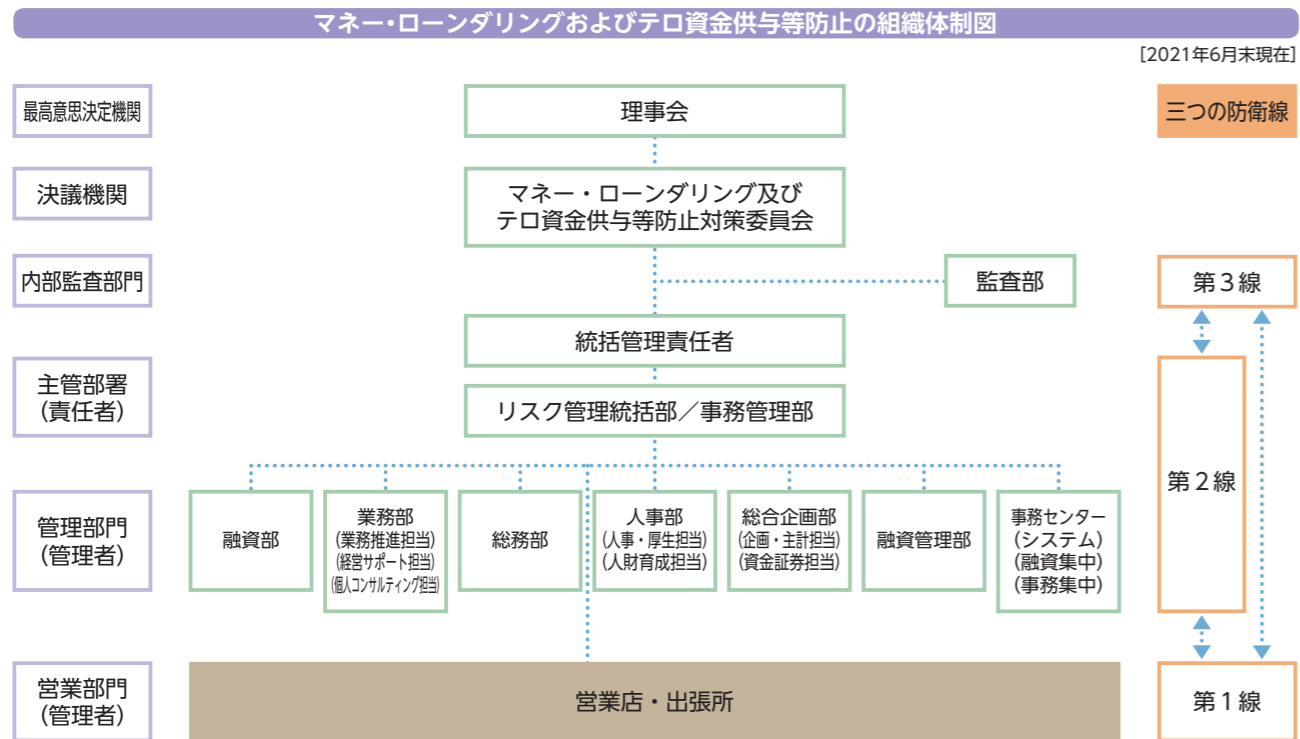 マネー・ローンダリングおよびテロ資金供与等防止の組織体制図
[2021年6月末現在]
最高意思決定機関
理事会
三つの防衛線
決議機関
マネー・ローンダリング及び
テロ資金供与等防止対策委員会
内部監査部門
監査部
第3線
統括管理責任者
主管部署
(責任者)
リスク管理統括部／事務管理部
第2線
管理部門
(管理者)
融資部
業務部
(業務推進担当)
(経営サポート担当)
(個人コンサルティング担当)
総務部
人事部
(人事・厚生担当)
(人財育成担当)
総合企画部
(企画・主計担当)
(資金証券担当)
融資管理部
事務センター
(システム)
(融資集中)
(事務集中)
営業部門
(管理者)
営業店・出張所
第1線